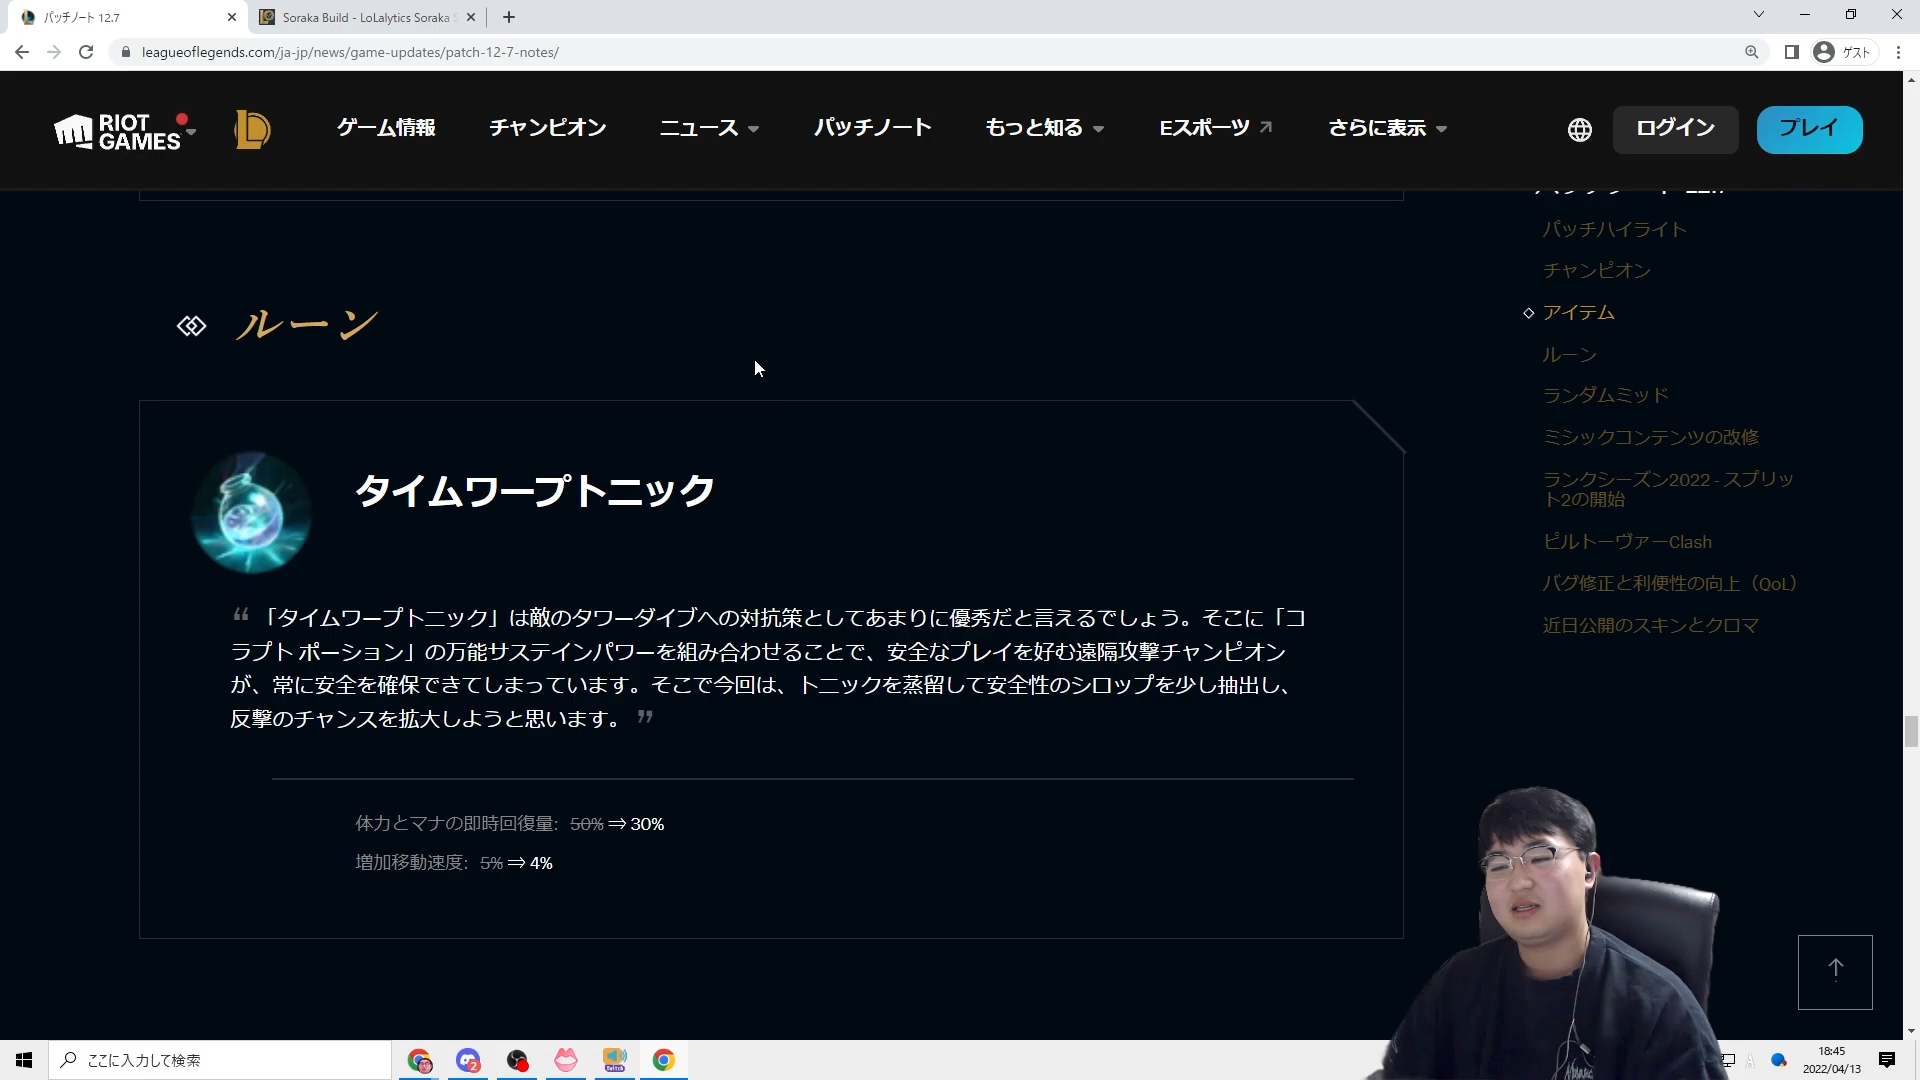 パッチノート 12.7
Soraka Build - LoLalytics Soraka S
leagueoflegends.com/ja-jp/news/game-updates/patch-12-7-notes/
ゲスト
RIOT
GAMES
ゲーム情報
チャンピオン
ニュース
パッチノート
もっと知る
Eスポーツ
さらに表示
ログイン
プレイ
パッチハイライト
チャンピオン
アイテム
ルーン
ランダムミッド
ミシックコンテンツの改修
ランクシーズン2022 - スプリッ
ト2の開始
ピルトーヴァーClash
バグ修正と利便性の向上（QoL）
近日公開のスキンとクロマ
ルーン
タイムワープトニック
“「タイムワープトニック」は敵のタワーダイブへの対抗策としてあまりに優秀だと言えるでしょう。そこに「コ
ラプト ポーション」の万能サステインパワーを組み合わせることで、安全なプレイを好む遠隔攻撃チャンピオン
が、常に安全を確保できてしまっています。そこで今回は、トニックを蒸留して安全性のシロップを少し抽出し、
反撃のチャンスを拡大しようと思います。”
体力とマナの即時回復量: 50% ⇒ 30%
増加移動速度: 5% ⇒ 4%
ここに入力して検索
2
Twitch
A
18:45
2022/04/13